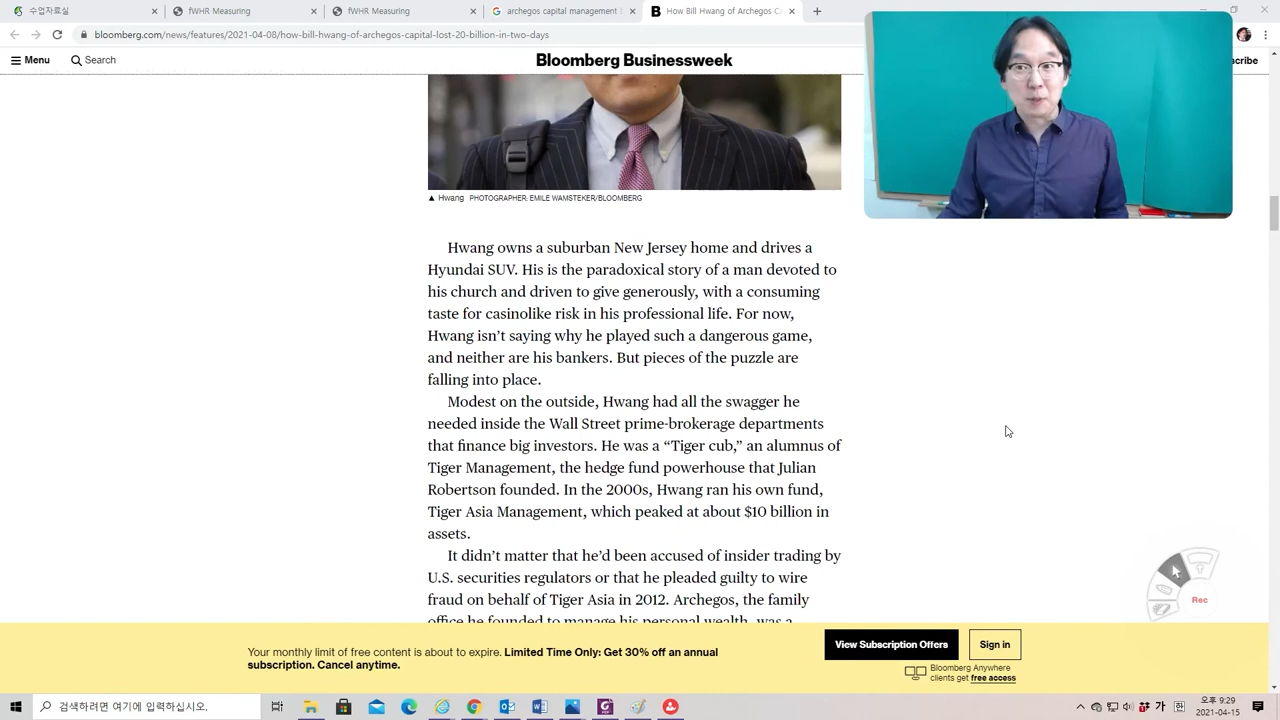 수업자료실
fWHR Measuring
fWHR Measuring
archegos capital management
How Bill Hwang of Archegos Ca
bloomberg.com/news/features/2021-04-08/how-bill-hwang-of-archegos-capital-lost-20-billion-in-two-days
Menu
Search
Bloomberg Businessweek
scribe
▲ Hwang PHOTOGRAPHER: EMILE WAMSTEKER/BLOOMBERG
Hwang owns a suburban New Jersey home and drives a
Hyundai SUV. His is the paradoxical story of a man devoted to
his church and driven to give generously, with a consuming
taste for casinolike risk in his professional life. For now,
Hwang isn't saying why he played such a dangerous game,
and neither are his bankers. But pieces of the puzzle are
falling into place.
Modest on the outside, Hwang had all the swagger he
needed inside the Wall Street prime-brokerage departments
that finance big investors. He was a “Tiger cub,” an alumnus of
Tiger Management, the hedge fund powerhouse that Julian
Robertson founded. In the 2000s, Hwang ran his own fund,
Tiger Asia Management, which peaked at about $10 billion in
assets.
It didn't matter that he'd been accused of insider trading by
U.S. securities regulators or that he pleaded guilty to wire
fraud on behalf of Tiger Asia in 2012. Archegos, the family
office he founded to manage his personal wealth, was a
Rec
Your monthly limit of free content is about to expire. Limited Time Only: Get 30% off an annual
subscription. Cancel anytime.
View Subscription Offers
Sign in
Bloomberg Anywhere
clients get free access
검색하려면 여기에 입력하십시오.
가
오후 9:29
2021-04-15